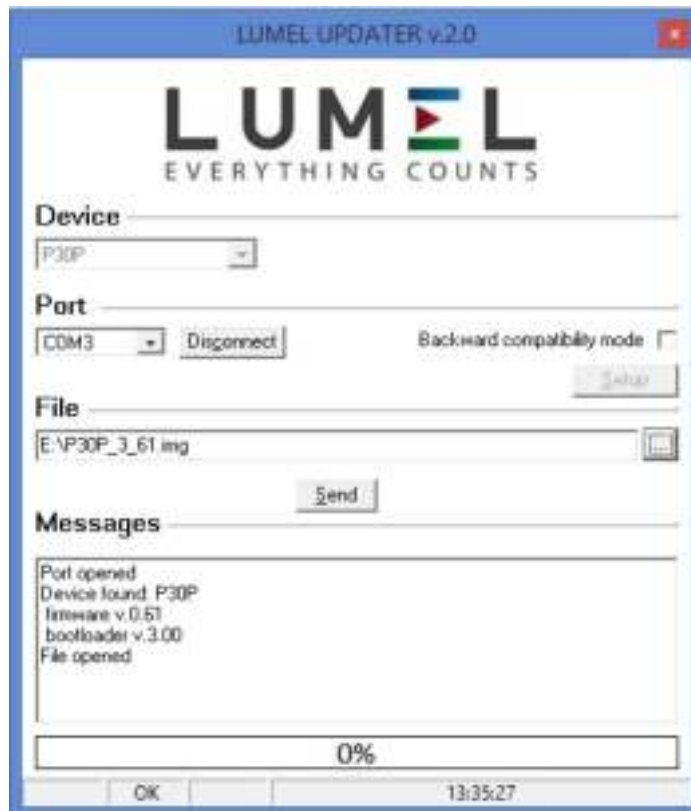 LUMEL UPDATER v.2.0
LUMEL
EVERYTHING COUNTS
Device
P30P
Port
COM3 Disconnect Backward compatibility mode
Setup
File
E:\P30P_3_61.img ...
Send
Messages
Port opened
Device found: P30P
firmware v.0.61
bootloader v.3.00
File opened
0%
OK 13:35:27